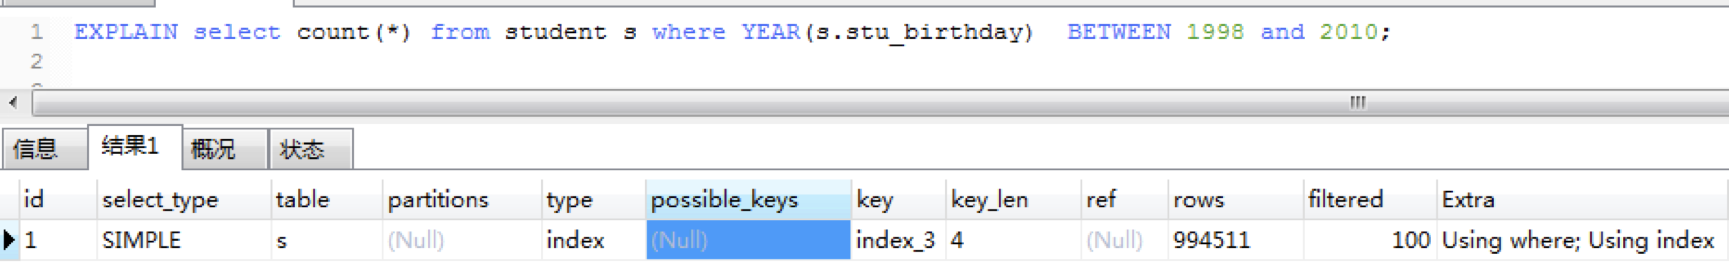 1 EXPLAIN select count(*) from student s where YEAR(s.stu_birthday) BETWEEN 1998 and 2010;
2
信息 结果1 概况 状态
id select_type table partitions type possible_keys key key_len ref rows filtered Extra
1 SIMPLE s (Null) index (Null) index_3 4 (Null) 994511 100 Using where; Using index